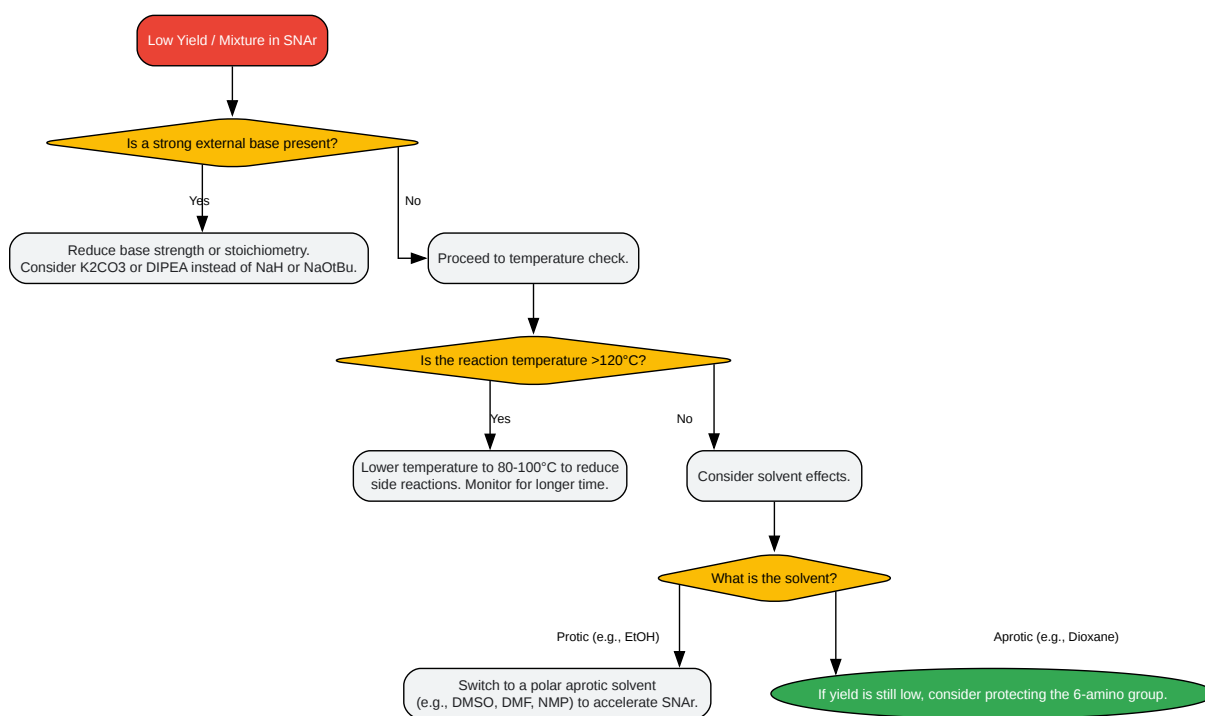 Low Yield / Mixture in SNAr
Is a strong external base present?
Yes
No
Reduce base strength or stoichiometry.
Consider K2CO3 or DIPEA instead of NaH or NaOtBu.
Proceed to temperature check.
Is the reaction temperature >120°C?
Yes
No
Lower temperature to 80-100°C to reduce
side reactions. Monitor for longer time.
Consider solvent effects.
What is the solvent?
Protic (e.g., EtOH)
Aprotic (e.g., Dioxane)
Switch to a polar aprotic solvent
(e.g., DMSO, DMF, NMP) to accelerate SNAr.
If yield is still low, consider protecting the 6-amino group.